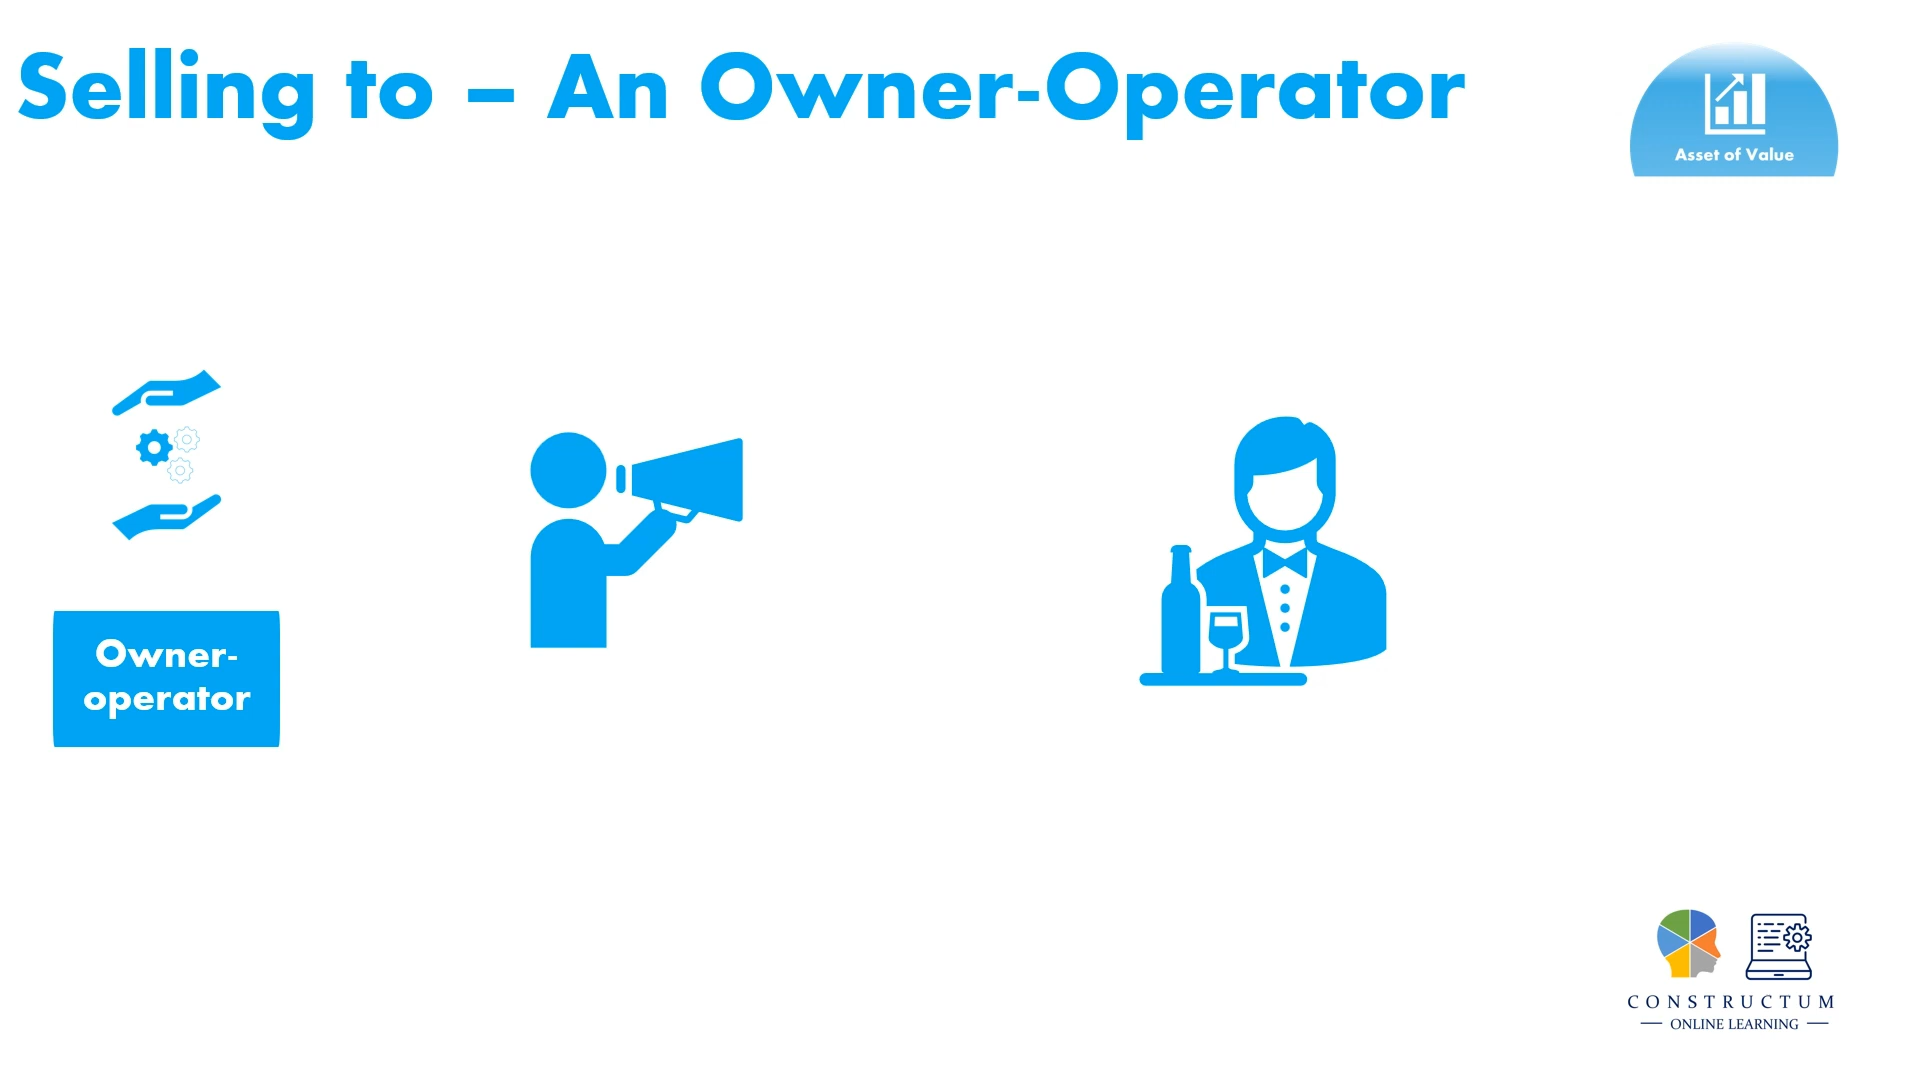 Selling to – An Owner-Operator
Asset of Value
Owner-
operator
CONSTRUCTUM
ONLINE LEARNING